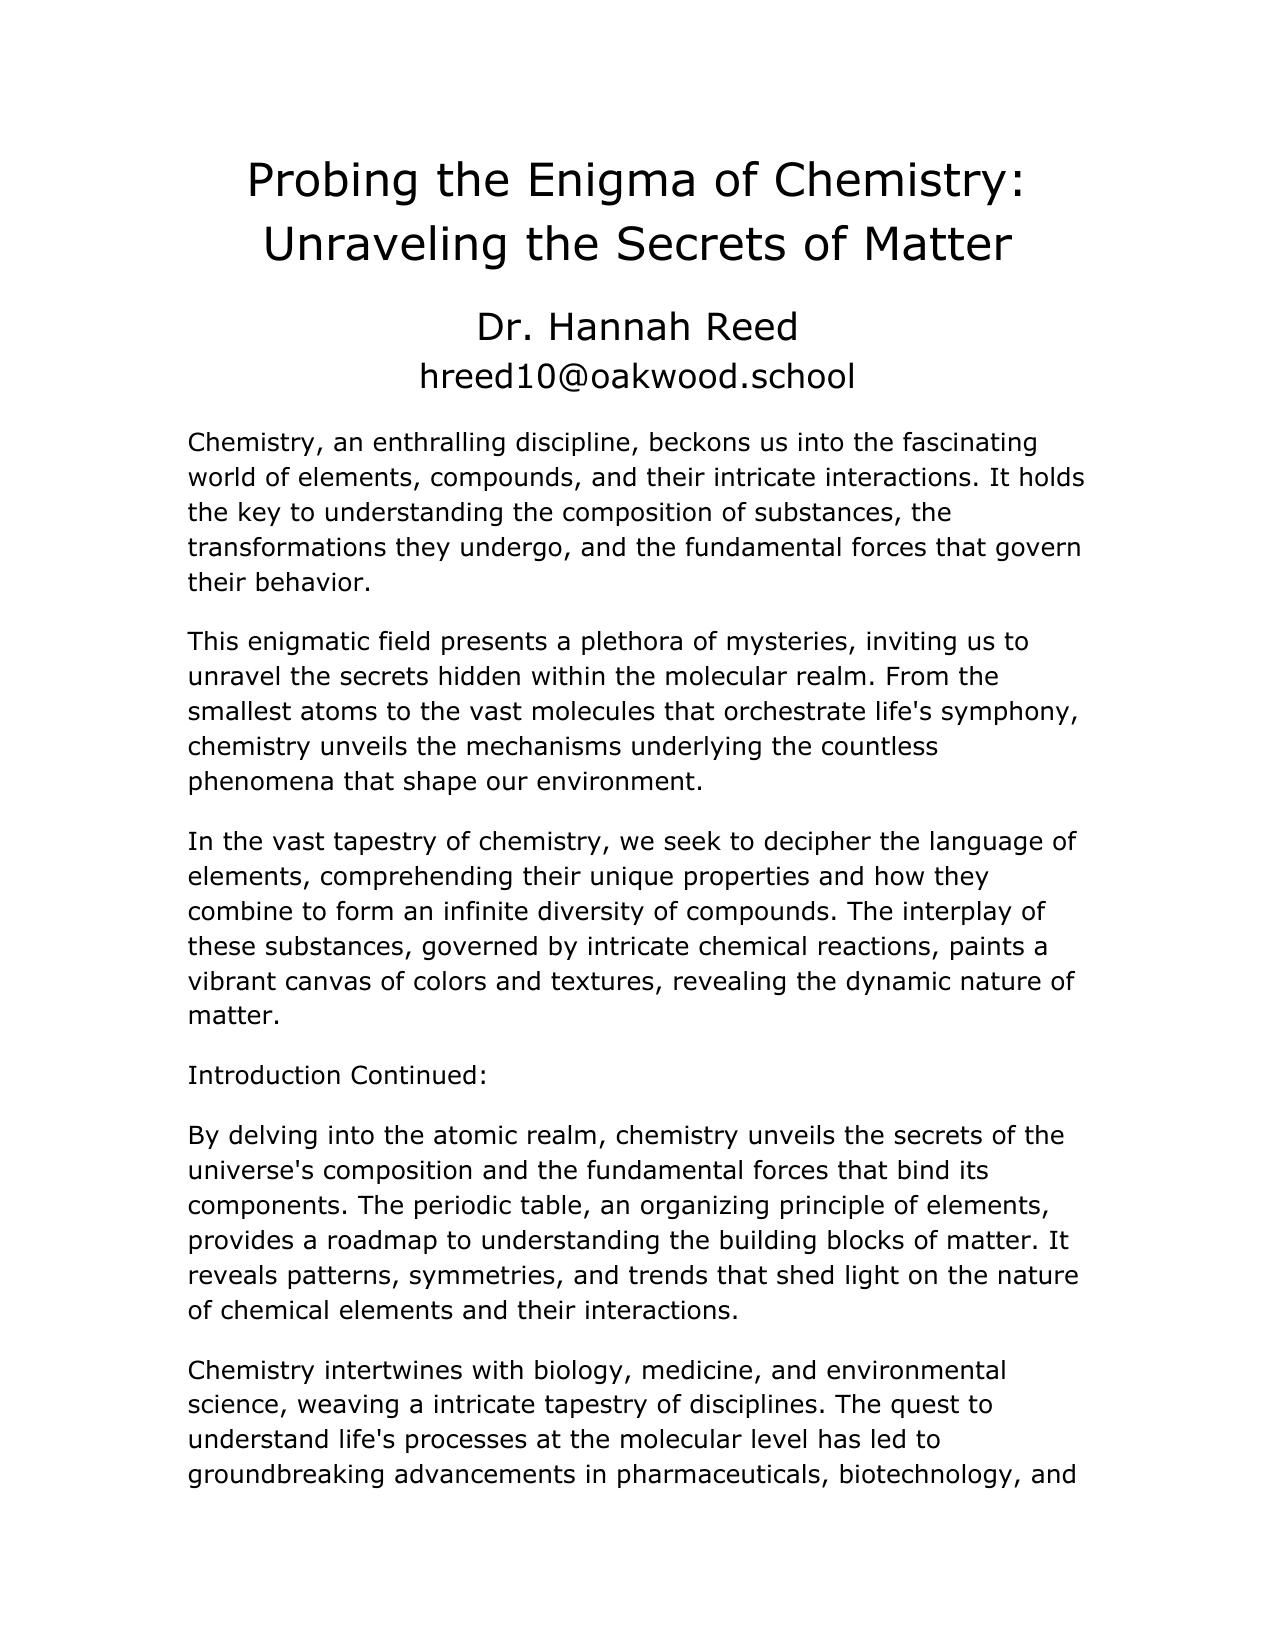 Probing the Enigma of Chemistry:
Unraveling the Secrets of Matter
Dr. Hannah Reed
hreed10@oakwood.school
Chemistry, an enthralling discipline, beckons us into the fascinating
world of elements, compounds, and their intricate interactions. It holds
the key to understanding the composition of substances, the
transformations they undergo, and the fundamental forces that govern
their behavior.
This enigmatic field presents a plethora of mysteries, inviting us to
unravel the secrets hidden within the molecular realm. From the
smallest atoms to the vast molecules that orchestrate life's symphony,
chemistry unveils the mechanisms underlying the countless
phenomena that shape our environment.
In the vast tapestry of chemistry, we seek to decipher the language of
elements, comprehending their unique properties and how they
combine to form an infinite diversity of compounds. The interplay of
these substances, governed by intricate chemical reactions, paints a
vibrant canvas of colors and textures, revealing the dynamic nature of
matter.
Introduction Continued:
By delving into the atomic realm, chemistry unveils the secrets of the
universe's composition and the fundamental forces that bind its
components. The periodic table, an organizing principle of elements,
provides a roadmap to understanding the building blocks of matter. It
reveals patterns, symmetries, and trends that shed light on the nature
of chemical elements and their interactions.
Chemistry intertwines with biology, medicine, and environmental
science, weaving a intricate tapestry of disciplines. The quest to
understand life's processes at the molecular level has led to
groundbreaking advancements in pharmaceuticals, biotechnology, and